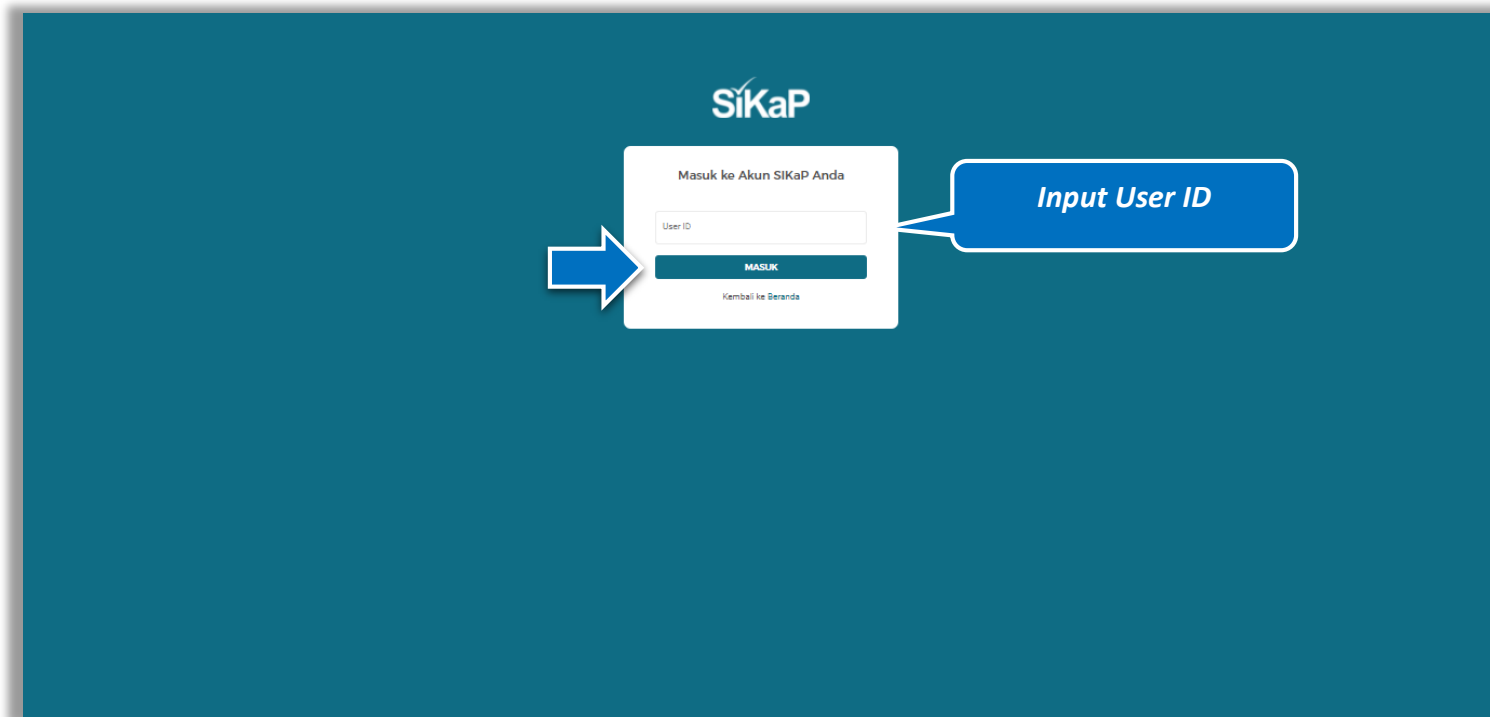 SiKaP
Masuk ke Akun SIKaP Anda
User ID
Input User ID
MASUK
Kembali ke Beranda